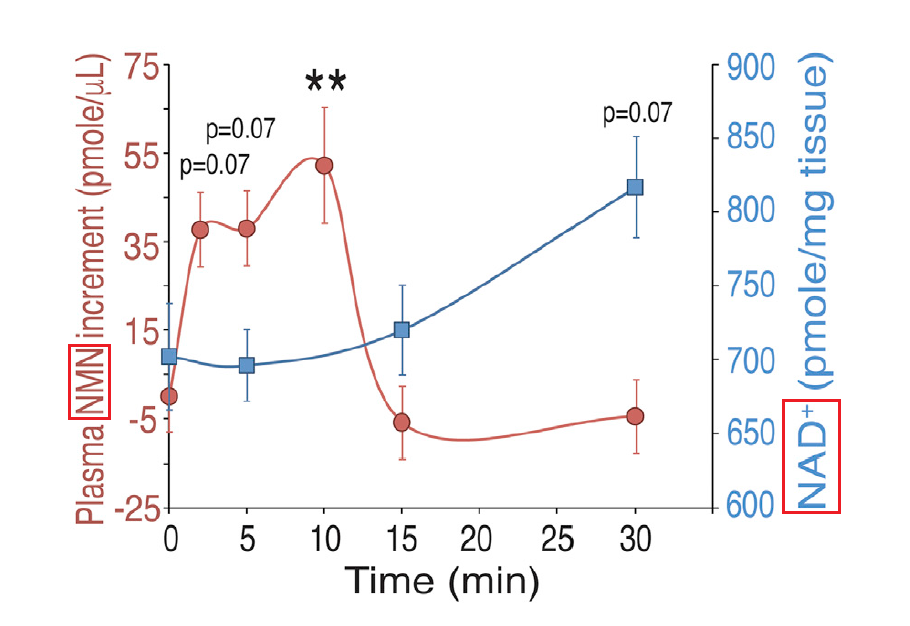 Plasma NMN increment (pmole/µL)
75
55
35
15
-5
-25
p=0.07
p=0.07
**
p=0.07
900
850
800
750
700
650
600
NAD⁺ (pmole/mg tissue)
0 5 10 15 20 25 30
Time (min)